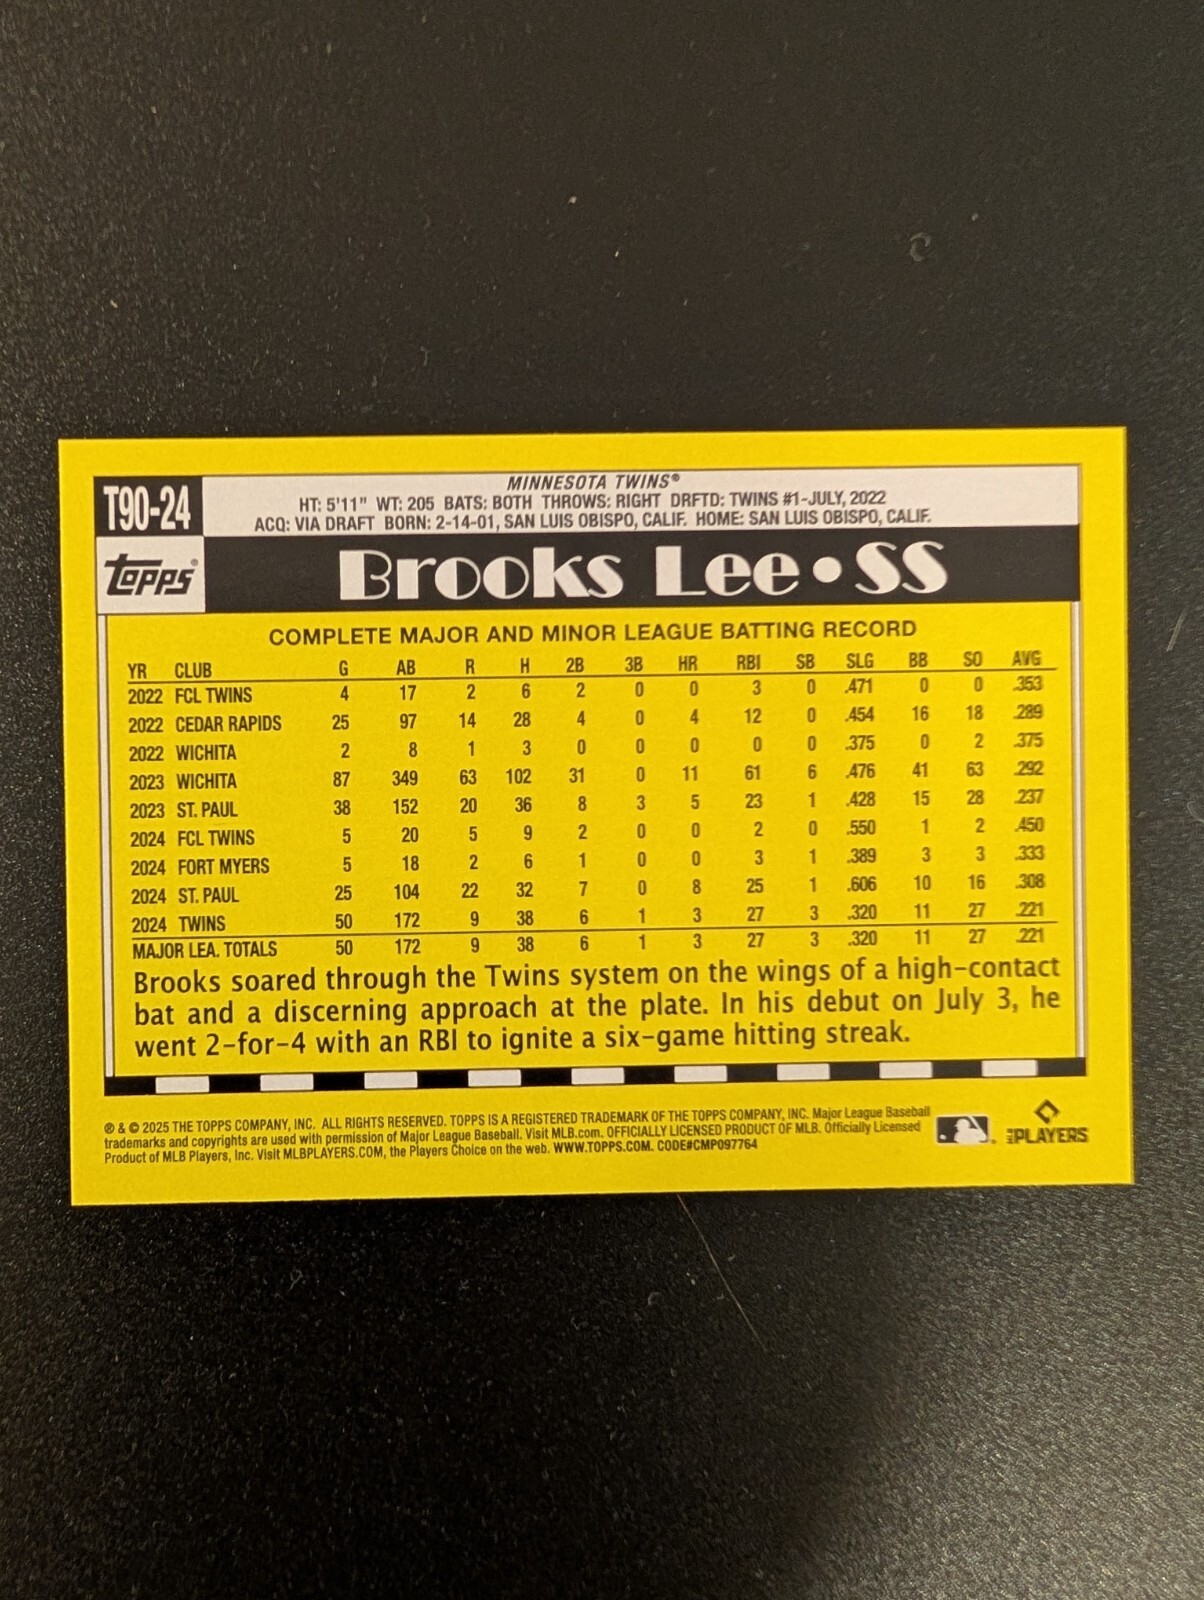 T90-24
MINNESOTA TWINS®
HT: 5'11" WT: 205 BATS: BOTH THROWS: RIGHT DRFTD: TWINS #1-JULY, 2022
ACQ: VIA DRAFT BORN: 2-14-01, SAN LUIS OBISPO, CALIF. HOME: SAN LUIS OBISPO, CALIF.
Topps®
Brooks Lee • SS
COMPLETE MAJOR AND MINOR LEAGUE BATTING RECORD
YR CLUB G AB R H 2B 3B HR RBI SB SLG BB SO AVG
2022 FCL TWINS 4 17 2 6 2 0 0 3 0 .471 0 0 .353
2022 CEDAR RAPIDS 25 97 14 28 4 0 4 12 0 .454 16 18 .289
2022 WICHITA 2 8 1 3 0 0 0 0 0 .375 0 2 .375
2023 WICHITA 87 349 63 102 31 0 11 61 6 .476 41 63 .292
2023 ST. PAUL 38 152 20 36 8 3 5 23 1 .428 15 28 .237
2024 FCL TWINS 5 20 5 9 2 0 0 2 0 .550 1 2 .450
2024 FORT MYERS 5 18 2 6 1 0 0 3 1 .389 3 3 .333
2024 ST. PAUL 25 104 22 32 7 0 8 25 1 .606 10 16 .308
2024 TWINS 50 172 9 38 6 1 3 27 3 .320 11 27 .221
MAJOR LEA. TOTALS 50 172 9 38 6 1 3 27 3 .320 11 27 .221
Brooks soared through the Twins system on the wings of a high-contact
bat and a discerning approach at the plate. In his debut on July 3, he
went 2-for-4 with an RBI to ignite a six-game hitting streak.
® & © 2025 THE TOPPS COMPANY, INC. ALL RIGHTS RESERVED. TOPPS IS A REGISTERED TRADEMARK OF THE TOPPS COMPANY, INC. Major League Baseball
trademarks and copyrights are used with permission of Major League Baseball. Visit MLB.com. OFFICIALLY LICENSED PRODUCT OF MLB. Officially Licensed
Product of MLB Players, Inc. Visit MLBPLAYERS.COM, the Players Choice on the web. WWW.TOPPS.COM. CODE#CMP097764
MLB PLAYERS